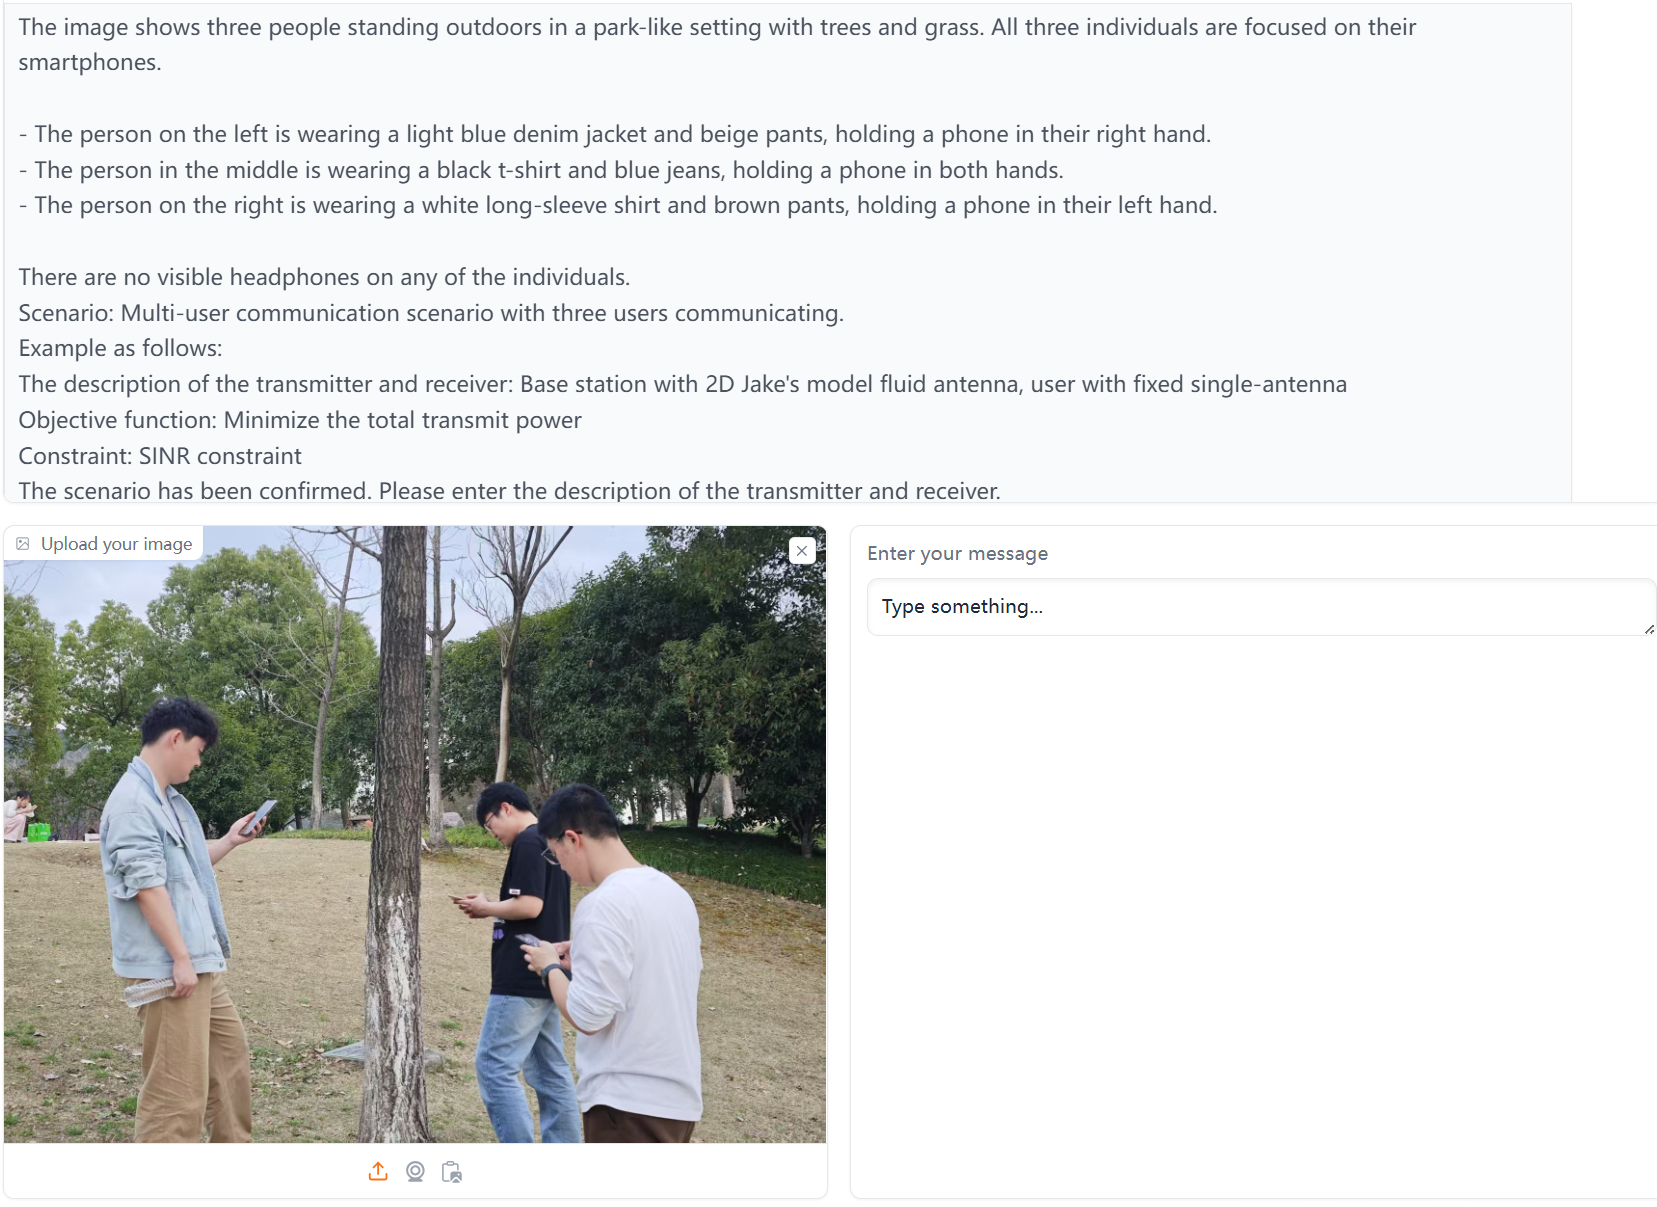 The image shows three people standing outdoors in a park-like setting with trees and grass. All three individuals are focused on their
smartphones.
- The person on the left is wearing a light blue denim jacket and beige pants, holding a phone in their right hand.
- The person in the middle is wearing a black t-shirt and blue jeans, holding a phone in both hands.
- The person on the right is wearing a white long-sleeve shirt and brown pants, holding a phone in their left hand.
There are no visible headphones on any of the individuals.
Scenario: Multi-user communication scenario with three users communicating.
Example as follows:
The description of the transmitter and receiver: Base station with 2D Jake's model fluid antenna, user with fixed single-antenna
Objective function: Minimize the total transmit power
Constraint: SINR constraint
The scenario has been confirmed. Please enter the description of the transmitter and receiver.
Upload your image
Enter your message
Type something...